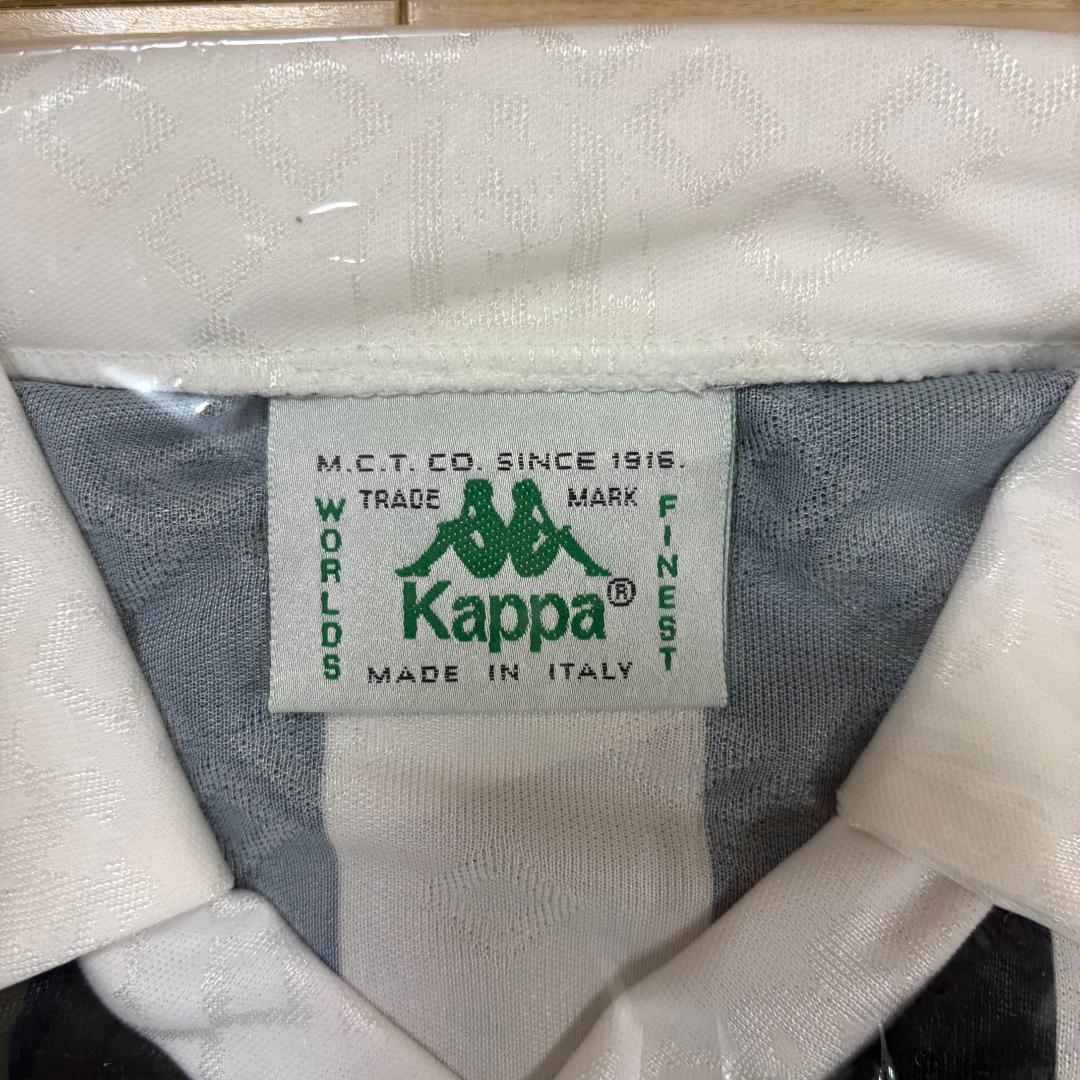 M.C.T. CO. SINCE 1916.
TRADE MARK
WORLDS
Kappa®
FINEST
MADE IN ITALY